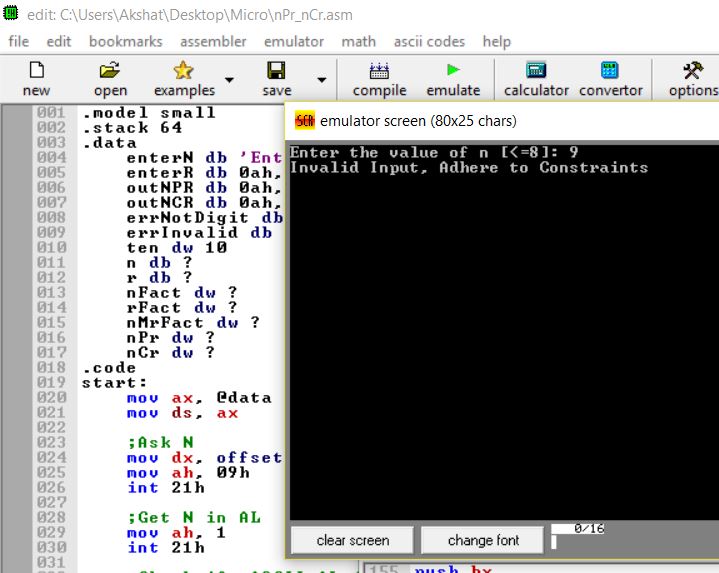 edit: C:\Users\Akshat\Desktop\Micro\nPr_nCr.asm
file edit bookmarks assembler emulator math ascii codes help
new open examples save compile emulate calculator convertor options
001 .model small
002 .stack 64
003 .data
004 enterN db 'Ent
005 enterR db 0ah,
006 outNPR db 0ah,
007 outNCR db 0ah,
008 errNotDigit db
009 errInvalid db
010 ten dw 10
011 n db ?
012 r db ?
013 nFact dw ?
014 rFact dw ?
015 nMrFact dw ?
016 nPr dw ?
017 nCr dw ?
018 .code
019 start:
020 mov ax, @data
021 mov ds, ax
022
023 ;Ask N
024 mov dx, offset
025 mov ah, 09h
026 int 21h
027
028 ;Get N in AL
029 mov ah, 1
030 int 21h
031
emulator screen (80x25 chars)
Enter the value of n [<=8]: 9
Invalid Input, Adhere to Constraints
clear screen change font 0/16
155 push bx